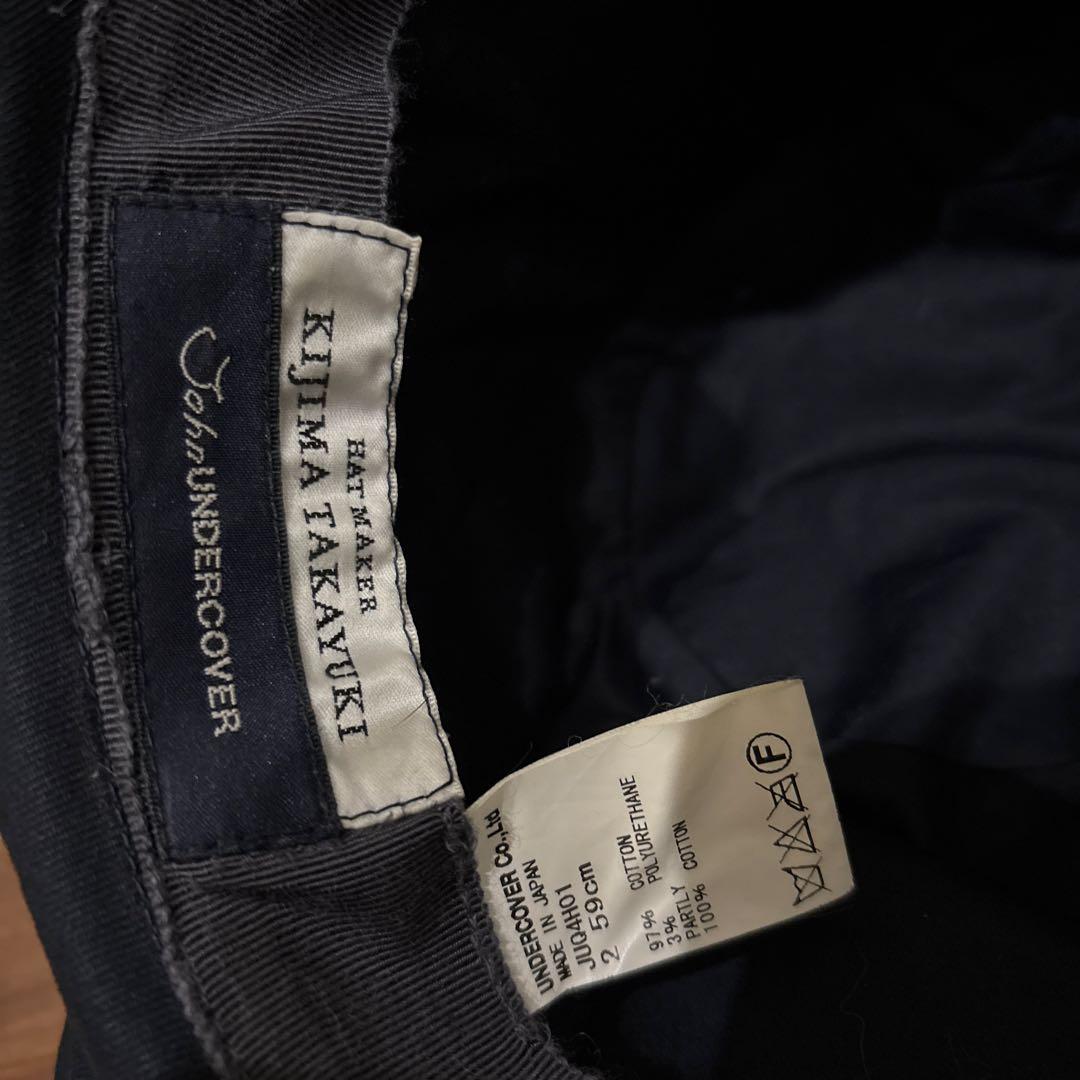 John UNDERCOVER
HAT MAKER
KIJIMA TAKAYUKI
UNDERCOVER Co.,Ltd
MADE IN JAPAN
JUQ4H01
2 59cm
97% COTTON
3% POLYURETHANE
PARTLY
100% COTTON
F